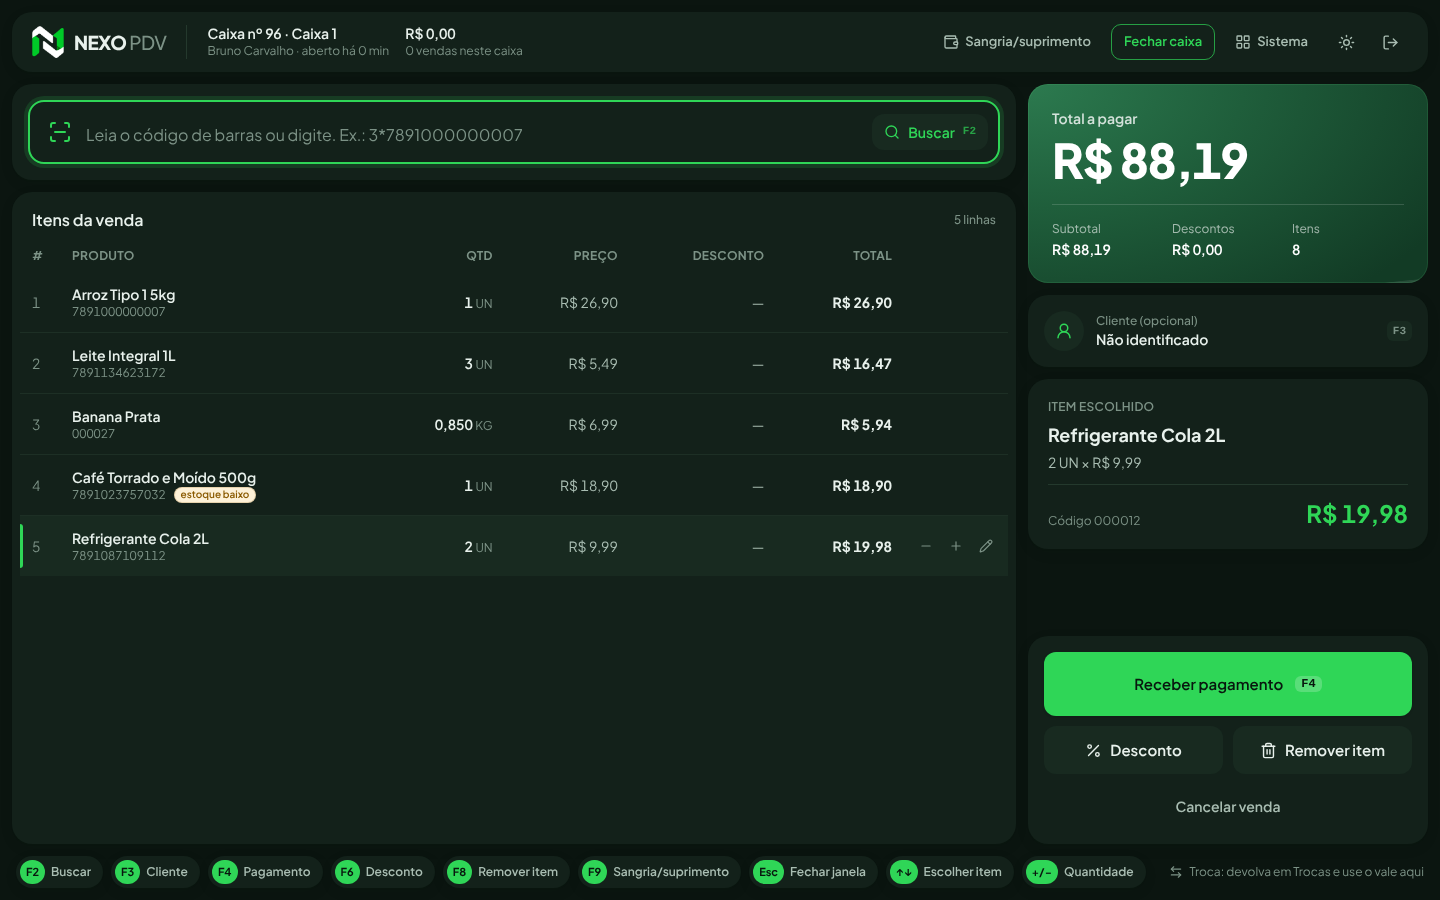 NEXO PDV
Caixa nº 96 · Caixa 1
Bruno Carvalho · aberto há 0 min
R$ 0,00
0 vendas neste caixa
Sangria/suprimento
Fechar caixa
Sistema
Leia o código de barras ou digite. Ex.: 3*7891000000007
Buscar F2
Itens da venda
5 linhas
# PRODUTO QTD PREÇO DESCONTO TOTAL
1 Arroz Tipo 1 5kg 1 UN R$ 26,90 — R$ 26,90
7891000000007
2 Leite Integral 1L 3 UN R$ 5,49 — R$ 16,47
7891134623172
3 Banana Prata 0,850 KG R$ 6,99 — R$ 5,94
000027
4 Café Torrado e Moído 500g 1 UN R$ 18,90 — R$ 18,90
7891023757032 estoque baixo
5 Refrigerante Cola 2L 2 UN R$ 9,99 — R$ 19,98 − +
7891087109112
Total a pagar
R$ 88,19
Subtotal Descontos Itens
R$ 88,19 R$ 0,00 8
Cliente (opcional)
Não identificado
F3
ITEM ESCOLHIDO
Refrigerante Cola 2L
2 UN x R$ 9,99
Código 000012 R$ 19,98
Receber pagamento F4
Desconto
Remover item
Cancelar venda
F2 Buscar F3 Cliente F4 Pagamento F6 Desconto F8 Remover item F9 Sangria/suprimento Esc Fechar janela ↑↓ Escolher item +/− Quantidade Troca: devolva em Trocas e use o vale aqui